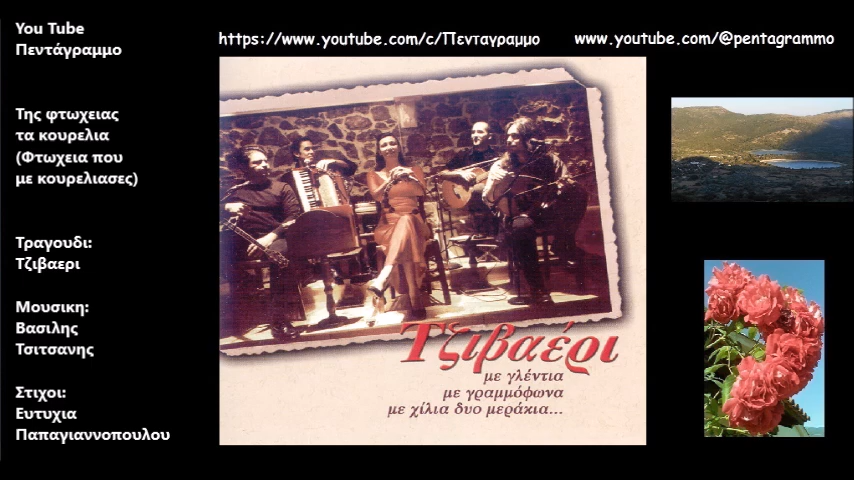 You Tube
Πεντάγραμμο
https://www.youtube.com/c/Πενταγραμμο
www.youtube.com/@pentagrammo
Της φτωχειας
τα κουρελια
(Φτωχεια που
με κουρελιασες)
Τραγουδι:
Τζιβαερι
Μουσικη:
Βασιλης
Τσιτσανης
Στιχοι:
Ευτυχια
Παπαγιαννοπουλου
Τζιβαέρι
με γλέντια
με γραμμόφωνα
με χίλια δυο μεράκια...